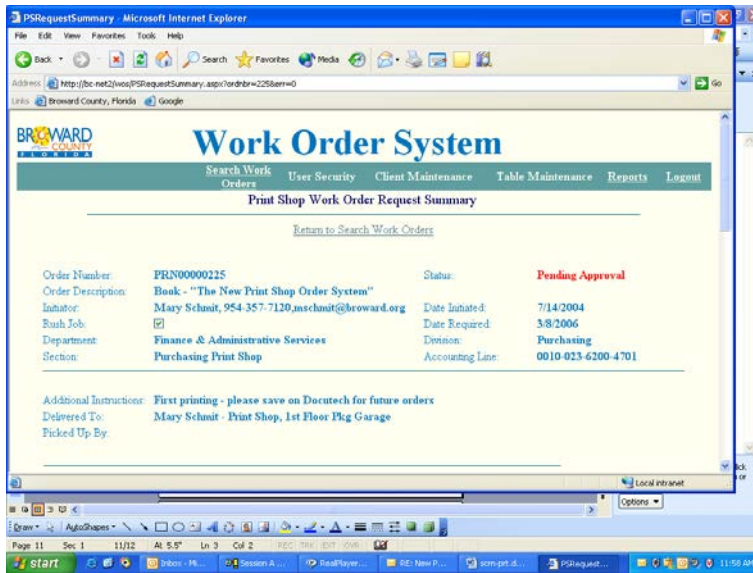 PSRequestSummary - Microsoft Internet Explorer
File Edit View Favorites Tools Help
Back Search Favorites Media
Address http://bc-net2/wos/PSRequestSummary.aspx?ordnbr=225&err=0 Go
Links Broward County, Florida Google
BROWARD COUNTY FLORIDA
Work Order System
Search Work Orders User Security Client Maintenance Table Maintenance Reports Logout
Print Shop Work Order Request Summary
Return to Search Work Orders
Order Number: PRN00000225 Status: Pending Approval
Order Description: Book - "The New Print Shop Order System"
Initiator: Mary Schmit, 954-357-7120,mschmit@broward.org Date Initiated: 7/14/2004
Rush Job: Date Required: 3/8/2006
Department: Finance & Administrative Services Division: Purchasing
Section: Purchasing Print Shop Accounting Line: 0010-023-6200-4701
Additional Instructions: First printing - please save on Docutech for future orders
Delivered To: Mary Schmit - Print Shop, 1st Floor Pkg Garage
Picked Up By:
Local intranet
Options
Draw AutoShapes
Page 11 Sec 1 11/12 At 5.5" Ln 3 Col 2 REC TRK EXT OVR
start Inbox - Mi... Session A ... RealPlayer... RE: New P... scm-prt.d... PSRequest... 11:58 AM